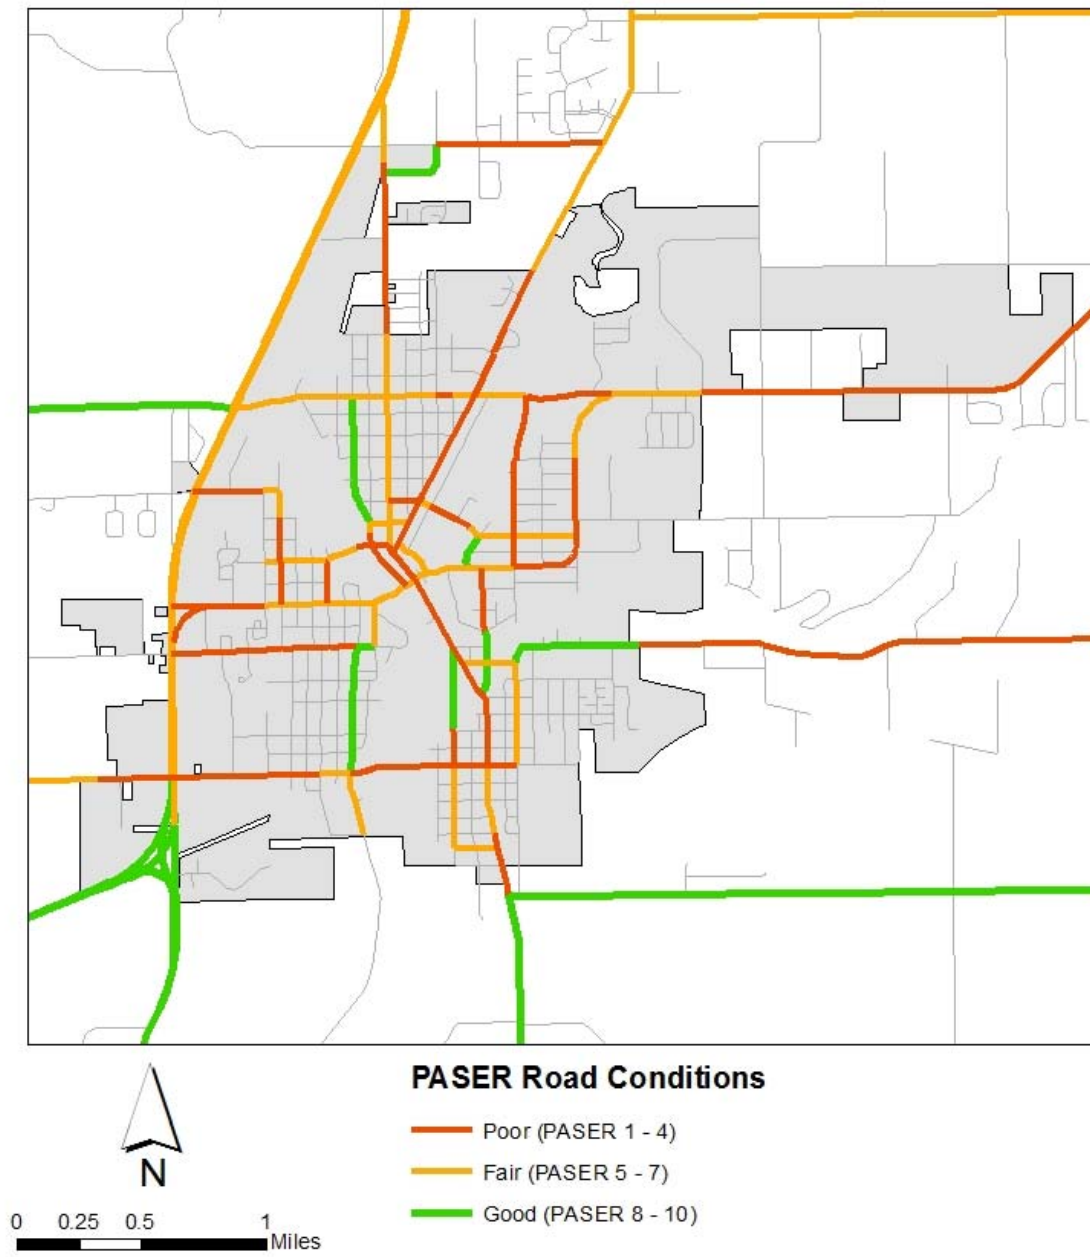 PASER Road Conditions
Poor (PASER 1 - 4)
Fair (PASER 5 - 7)
Good (PASER 8 - 10)
N
0 0.25 0.5 1
Miles